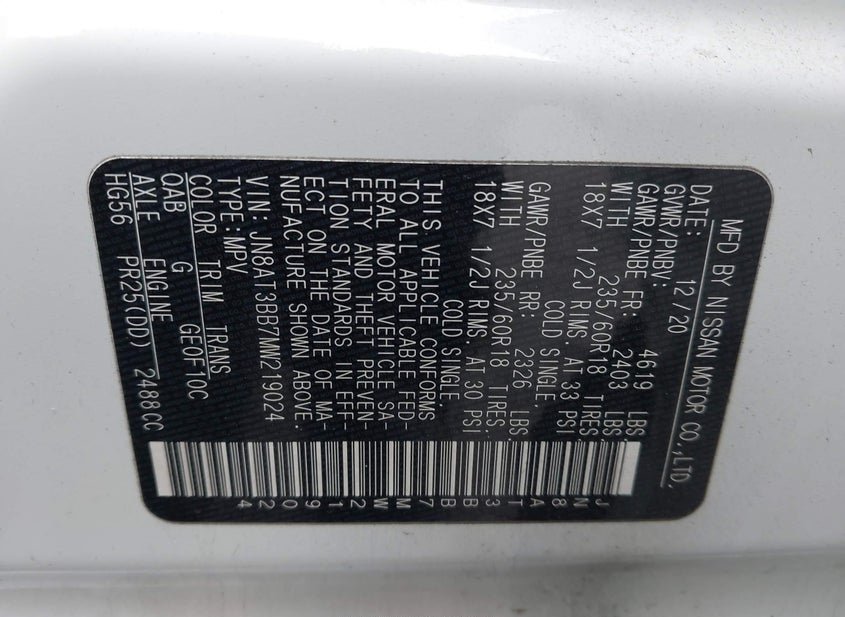 MFD BY NISSAN MOTOR CO.,LTD.
DATE: 12/20
GVWR/PNBV: 4619 LBS.
GAWR/PNBE FR: 2403 LBS.
WITH 235/60R18 TIRES.
18X7 1/2J RIMS. AT 33 PSI
COLD SINGLE.
GAWR/PNBE RR: 2326 LBS.
WITH 235/60R18 TIRES.
18X7 1/2J RIMS. AT 30 PSI
COLD SINGLE.
THIS VEHICLE CONFORMS
TO ALL APPLICABLE FED-
ERAL MOTOR VEHICLE SA-
FETY AND THEFT PREVEN-
TION STANDARDS IN EFF-
ECT ON THE DATE OF MA-
NUFACTURE SHOWN ABOVE.
VIN: JN8AT3BB7MW219024
TYPE: MPV
COLOR TRIM TRANS
QAB G GE0F10C
AXLE ENGINE
HG56 PR25(DD) 2488CC
JN8AT3BB7MW219024